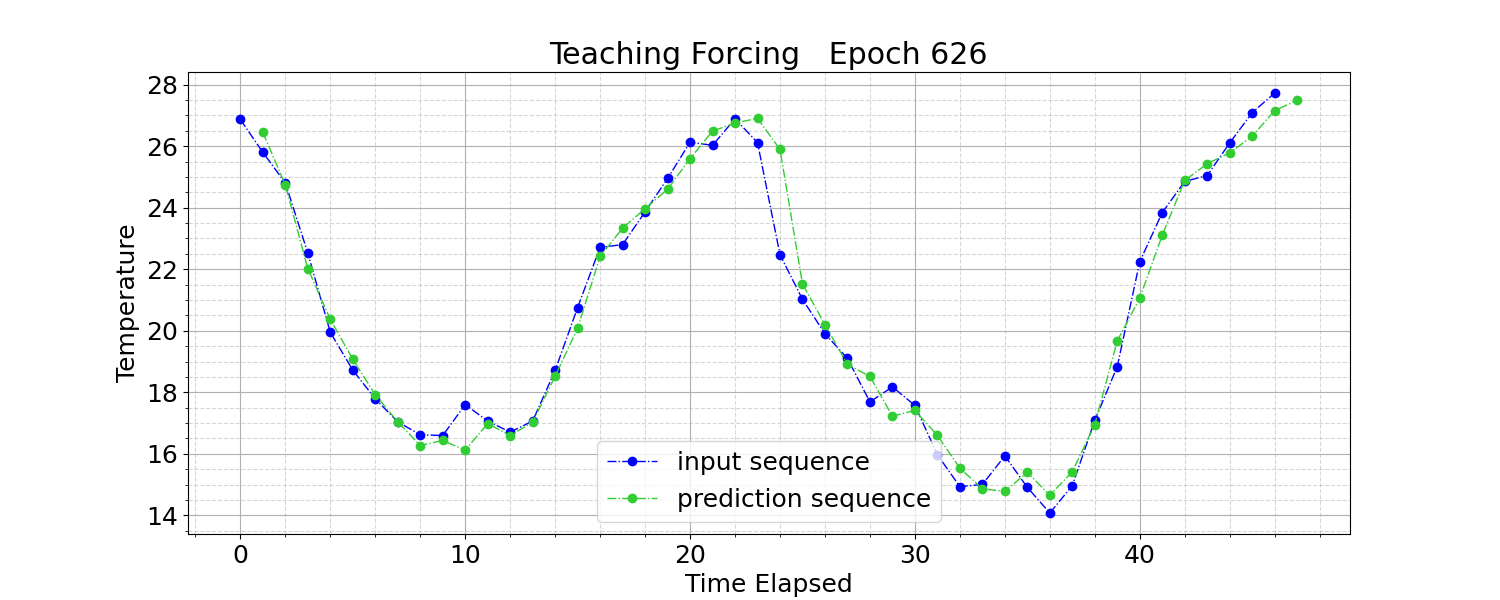 Teaching Forcing   Epoch 626
28
26
24
22
20
18
16
14
Temperature
input sequence
prediction sequence
0 10 20 30 40
Time Elapsed